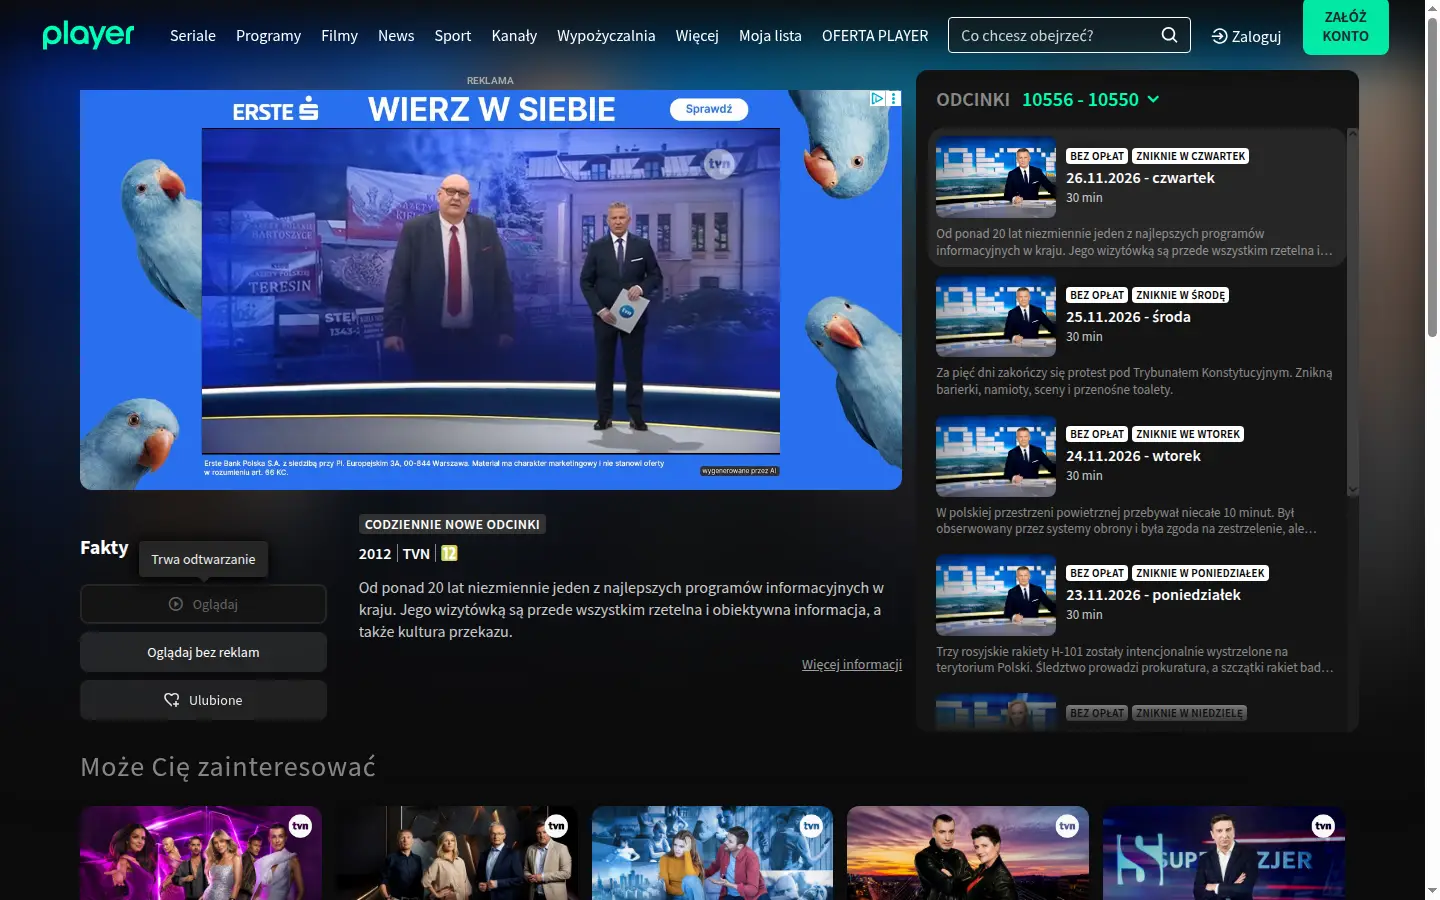 player
Seriale
Programy
Filmy
News
Sport
Kanały
Wypożyczalnia
Więcej
Moja lista
OFERTA PLAYER
Co chcesz obejrzeć?
Zaloguj
ZAŁÓŻ
KONTO
REKLAMA
ERSTE
WIERZ W SIEBIE
Sprawdź
tvn
BARTOSZYCE
TERESIN
Erste Bank Polska S.A. z siedzibą przy Pl. Europejskim 3A, 00-844 Warszawa. Materiał ma charakter marketingowy i nie stanowi oferty
w rozumieniu art. 66 KC.
wygenerowano przez AI
ODCINKI 10556 - 10550
BEZ OPŁAT ZNIKNIE W CZWARTEK
26.11.2026 - czwartek
30 min
Od ponad 20 lat niezmiennie jeden z najlepszych programów
informacyjnych w kraju. Jego wizytówką są przede wszystkim rzetelna i…
BEZ OPŁAT ZNIKNIE W ŚRODĘ
25.11.2026 - środa
30 min
Za pięć dni zakończy się protest pod Trybunałem Konstytucyjnym. Znikną
barierki, namioty, sceny i przenośne toalety.
BEZ OPŁAT ZNIKNIE WE WTOREK
24.11.2026 - wtorek
30 min
W polskiej przestrzeni powietrznej przebywał niecałe 10 minut. Był
obserwowany przez systemy obrony i była zgoda na zestrzelenie, ale…
BEZ OPŁAT ZNIKNIE W PONIEDZIAŁEK
23.11.2026 - poniedziałek
30 min
Trzy rosyjskie rakiety H-101 zostały intencjonalnie wystrzelone na
terytorium Polski. Śledztwo prowadzi prokuratura, a szczątki rakiet bad…
BEZ OPŁAT ZNIKNIE W NIEDZIELĘ
Fakty
Trwa odtwarzanie
Oglądaj
Oglądaj bez reklam
Ulubione
CODZIENNIE NOWE ODCINKI
2012 TVN 12
Od ponad 20 lat niezmiennie jeden z najlepszych programów informacyjnych w
kraju. Jego wizytówką są przede wszystkim rzetelna i obiektywna informacja, a
także kultura przekazu.
Więcej informacji
Może Cię zainteresować
tvn
tvn
tvn
tvn
tvn